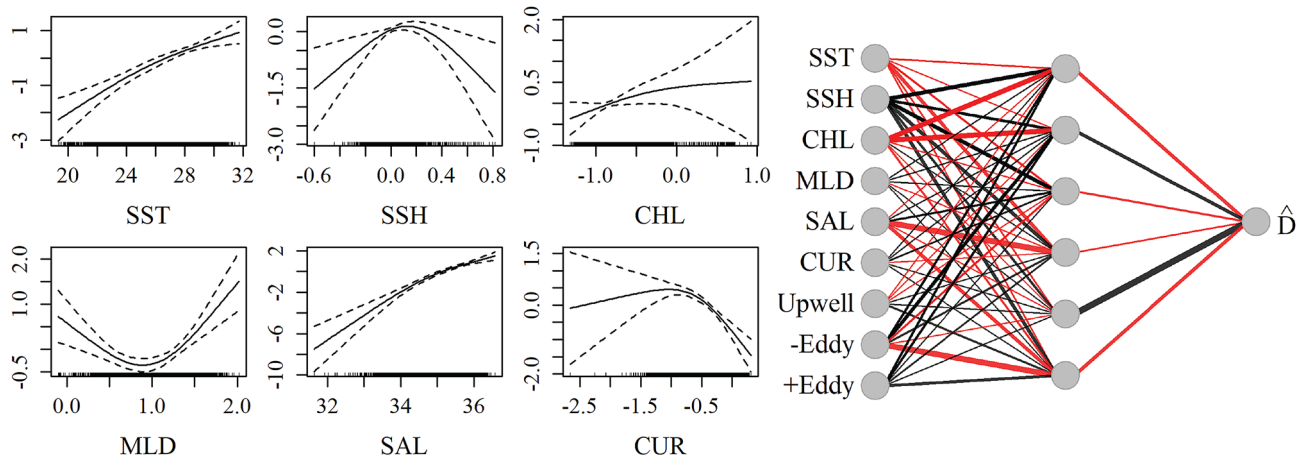 1
-1
-3
20 24 28 32
SST
0.0
-1.5
-3.0
-0.6 0.0 0.4 0.8
SSH
2.0
0.5
-1.0
-1.0 0.0 1.0
CHL
2.0
1.0
-0.5
0.0 1.0 2.0
MLD
2
-2
-6
-10
32 34 36
SAL
1.5
0.0
-2.0
-2.5 -1.5 -0.5
CUR
SST
SSH
CHL
MLD
SAL
CUR
Upwell
-Eddy
+Eddy
D̂